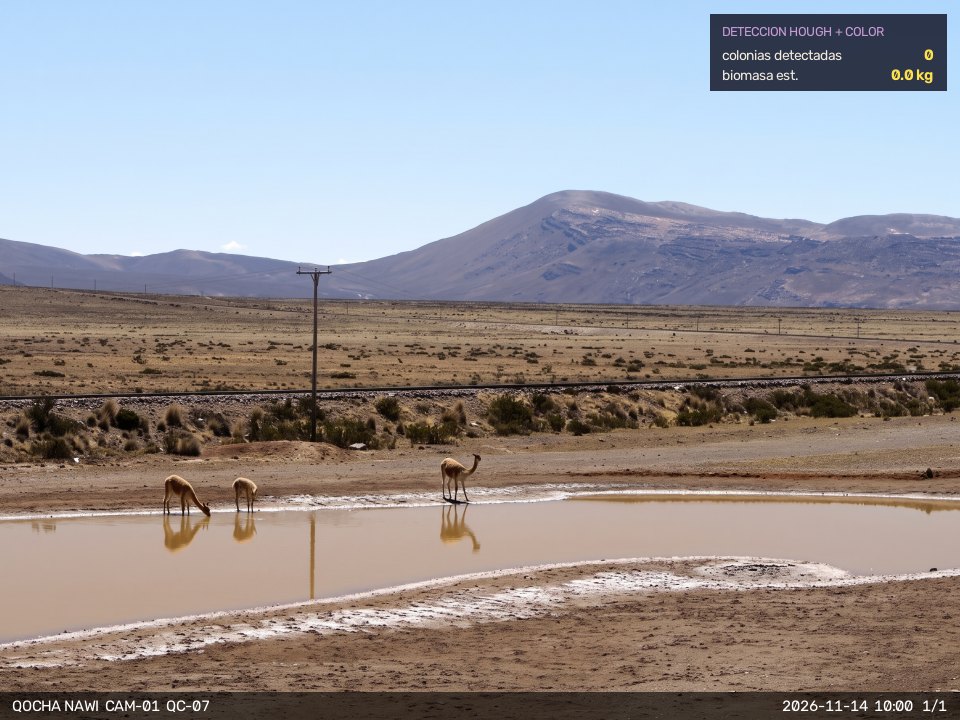 DETECCION HOUGH + COLOR
colonias detectadas 0
biomasa est. 0.0 kg
QOCHA NAWI CAM-01 QC-07
2026-11-14 10:00 1/1